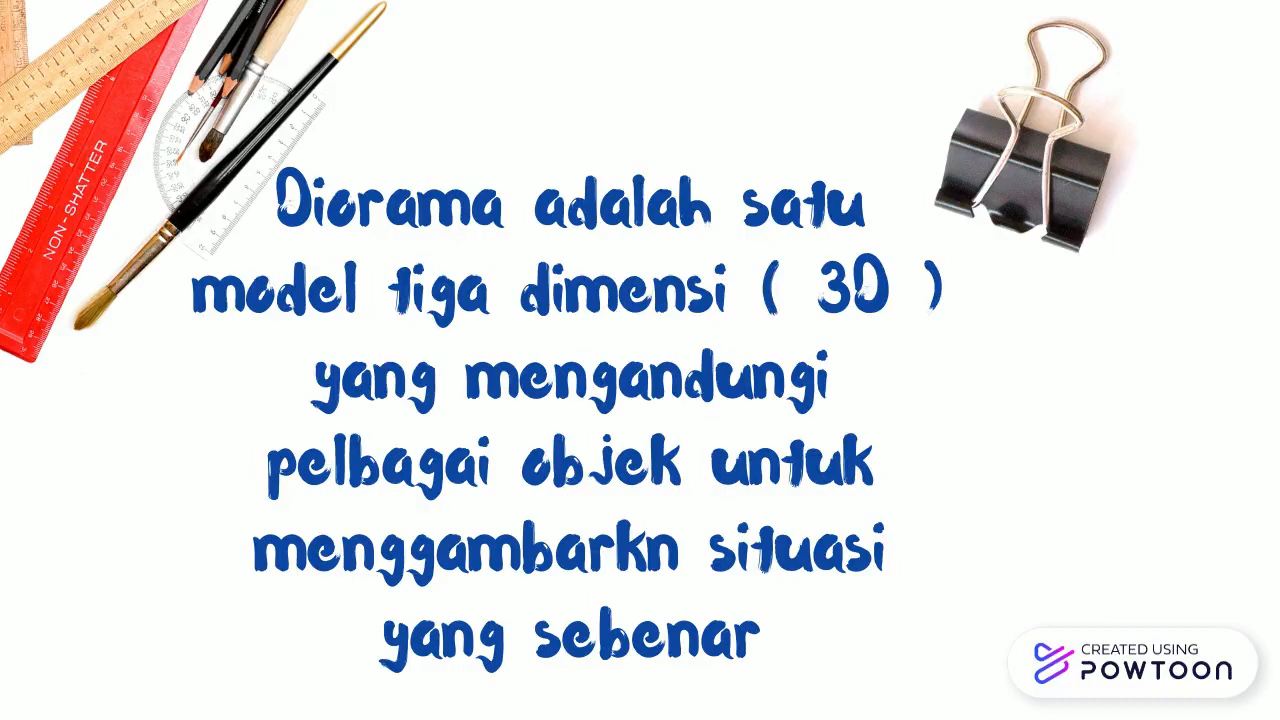 NON-SHATTER
Diorama adalah satu
model tiga dimensi ( 3D )
yang mengandungi
pelbagai objek untuk
menggambarkn situasi
yang sebenar
CREATED USING
POWTOON